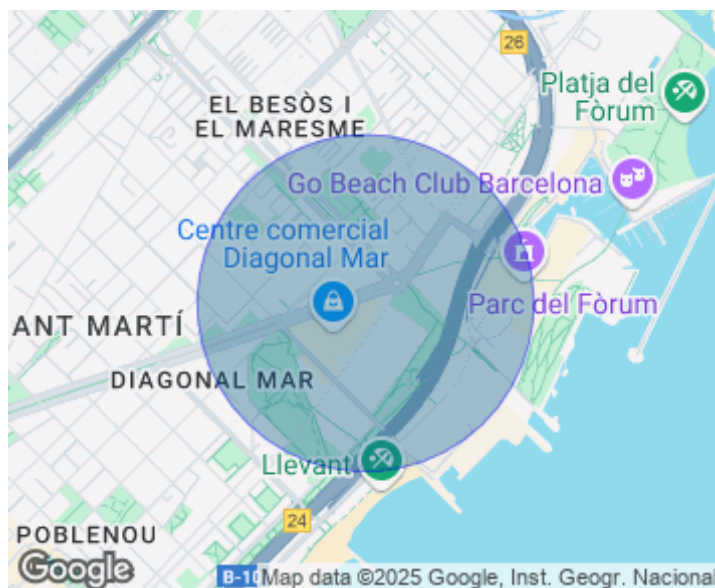 26
Platja del
Fòrum
EL BESÒS I
EL MARESME
Go Beach Club Barcelona
Centre comercial
Diagonal Mar
Parc del Fòrum
ANT MARTÍ
DIAGONAL MAR
Llevant
24
POBLENOU
Google
B-10
Map data ©2025 Google, Inst. Geogr. Nacional